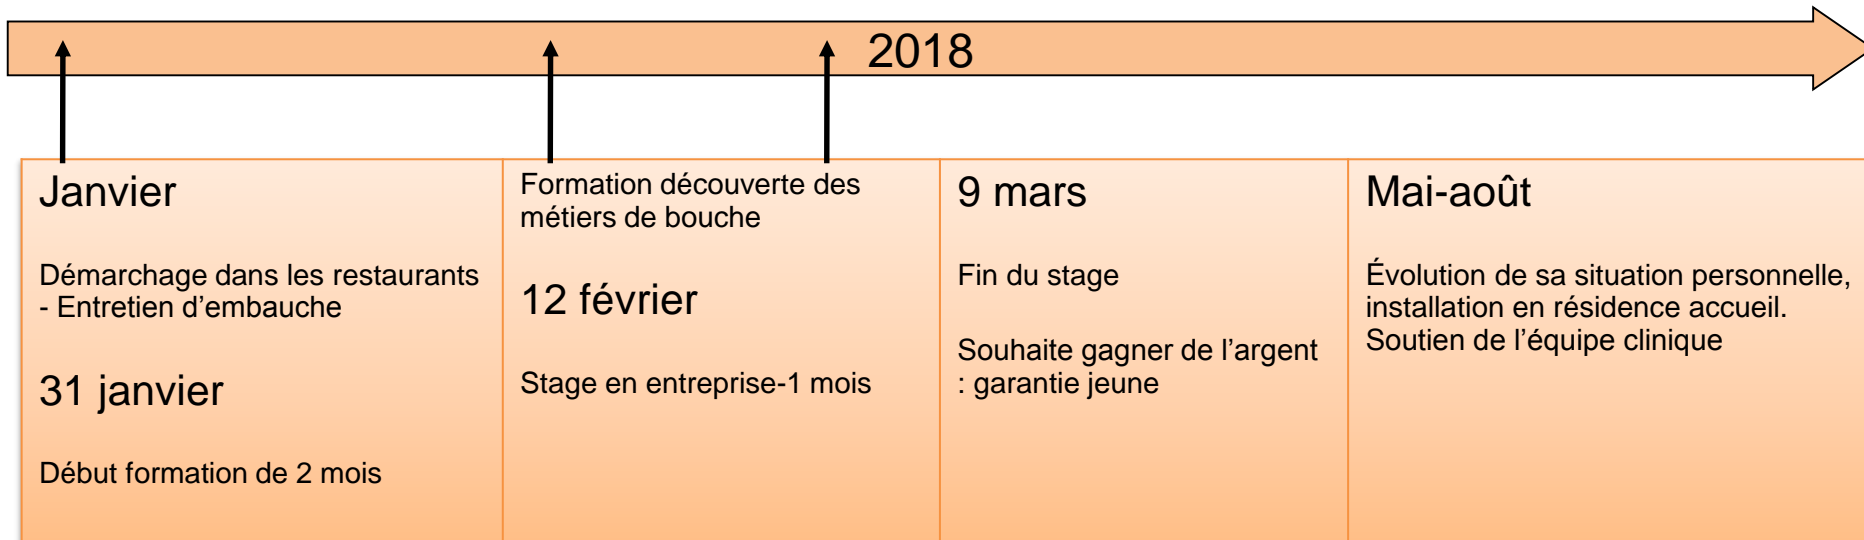 2018
Janvier
Démarchage dans les restaurants
- Entretien d’embauche
31 janvier
Début formation de 2 mois
Formation découverte des
métiers de bouche
12 février
Stage en entreprise-1 mois
9 mars
Fin du stage
Souhaite gagner de l’argent
: garantie jeune
Mai-août
Évolution de sa situation personnelle,
installation en résidence accueil.
Soutien de l’équipe clinique